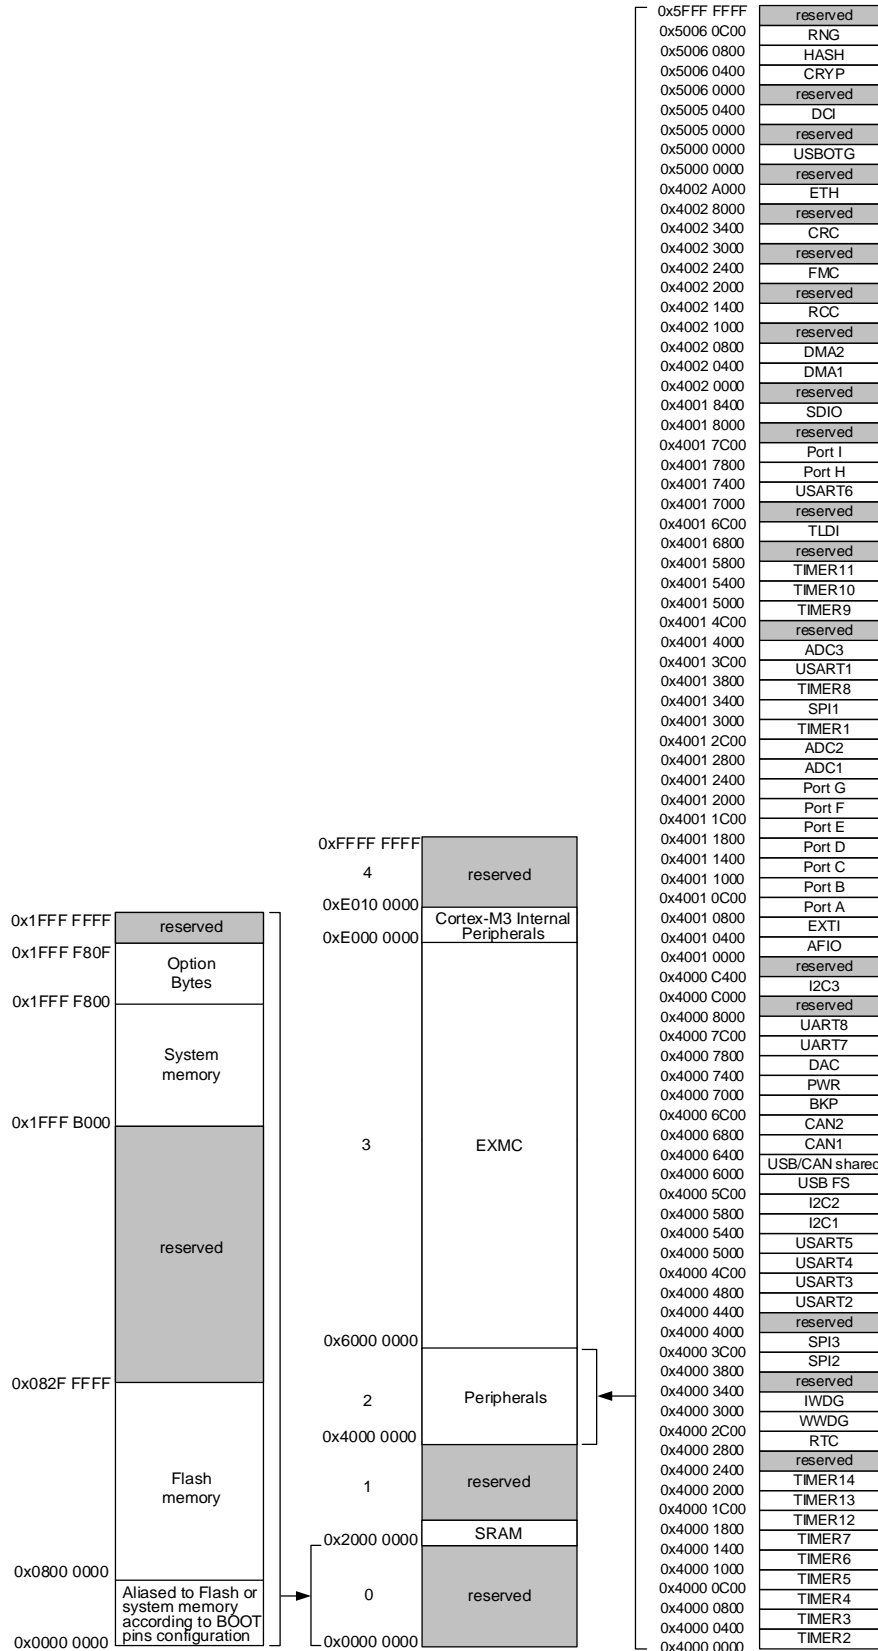 0x1FFF FFFF
reserved
0x1FFF F80F
Option
Bytes
0x1FFF F800
System
memory
0x1FFF B000
reserved
0x082F FFFF
Flash
memory
0x0800 0000
Aliased to Flash or
system memory
according to BOOT
pins configuration
0x0000 0000
0xFFFF FFFF
4
reserved
0xE010 0000
Cortex-M3 Internal
Peripherals
0xE000 0000
3
EXMC
0x6000 0000
2
Peripherals
0x4000 0000
1
reserved
0x2000 0000
SRAM
0
reserved
0x0000 0000
0x5FFF FFFF
reserved
0x5006 0C00
RNG
0x5006 0800
HASH
0x5006 0400
CRYP
0x5006 0000
reserved
0x5005 0400
DCI
0x5005 0000
reserved
0x5000 0000
USBOTG
0x5000 0000
reserved
0x4002 A000
ETH
0x4002 8000
reserved
0x4002 3400
CRC
0x4002 3000
reserved
0x4002 2400
FMC
0x4002 2000
reserved
0x4002 1400
RCC
0x4002 1000
reserved
0x4002 0800
DMA2
0x4002 0400
DMA1
0x4002 0000
reserved
0x4001 8400
SDIO
0x4001 8000
reserved
0x4001 7C00
Port I
0x4001 7800
Port H
0x4001 7400
USART6
0x4001 7000
reserved
0x4001 6C00
TLDI
0x4001 6800
reserved
0x4001 5800
TIMER11
0x4001 5400
TIMER10
0x4001 5000
TIMER9
0x4001 4C00
reserved
0x4001 4000
ADC3
0x4001 3C00
USART1
0x4001 3800
TIMER8
0x4001 3400
SPI1
0x4001 3000
TIMER1
0x4001 2C00
ADC2
0x4001 2800
ADC1
0x4001 2400
Port G
0x4001 2000
Port F
0x4001 1C00
Port E
0x4001 1800
Port D
0x4001 1400
Port C
0x4001 1000
Port B
0x4001 0C00
Port A
0x4001 0800
EXTI
0x4001 0400
AFIO
0x4001 0000
reserved
0x4000 C400
I2C3
0x4000 C000
reserved
0x4000 8000
UART8
0x4000 7C00
UART7
0x4000 7800
DAC
0x4000 7400
PWR
0x4000 7000
BKP
0x4000 6C00
CAN2
0x4000 6800
CAN1
0x4000 6400
USB/CAN shared
0x4000 6000
USB FS
0x4000 5C00
I2C2
0x4000 5800
I2C1
0x4000 5400
USART5
0x4000 5000
USART4
0x4000 4C00
USART3
0x4000 4800
USART2
0x4000 4400
reserved
0x4000 4000
SPI3
0x4000 3C00
SPI2
0x4000 3800
reserved
0x4000 3400
IWDG
0x4000 3000
WWDG
0x4000 2C00
RTC
0x4000 2800
reserved
0x4000 2400
TIMER14
0x4000 2000
TIMER13
0x4000 1C00
TIMER12
0x4000 1800
TIMER7
0x4000 1400
TIMER6
0x4000 1000
TIMER5
0x4000 0C00
TIMER4
0x4000 0800
TIMER3
0x4000 0400
TIMER2
0x4000 0000